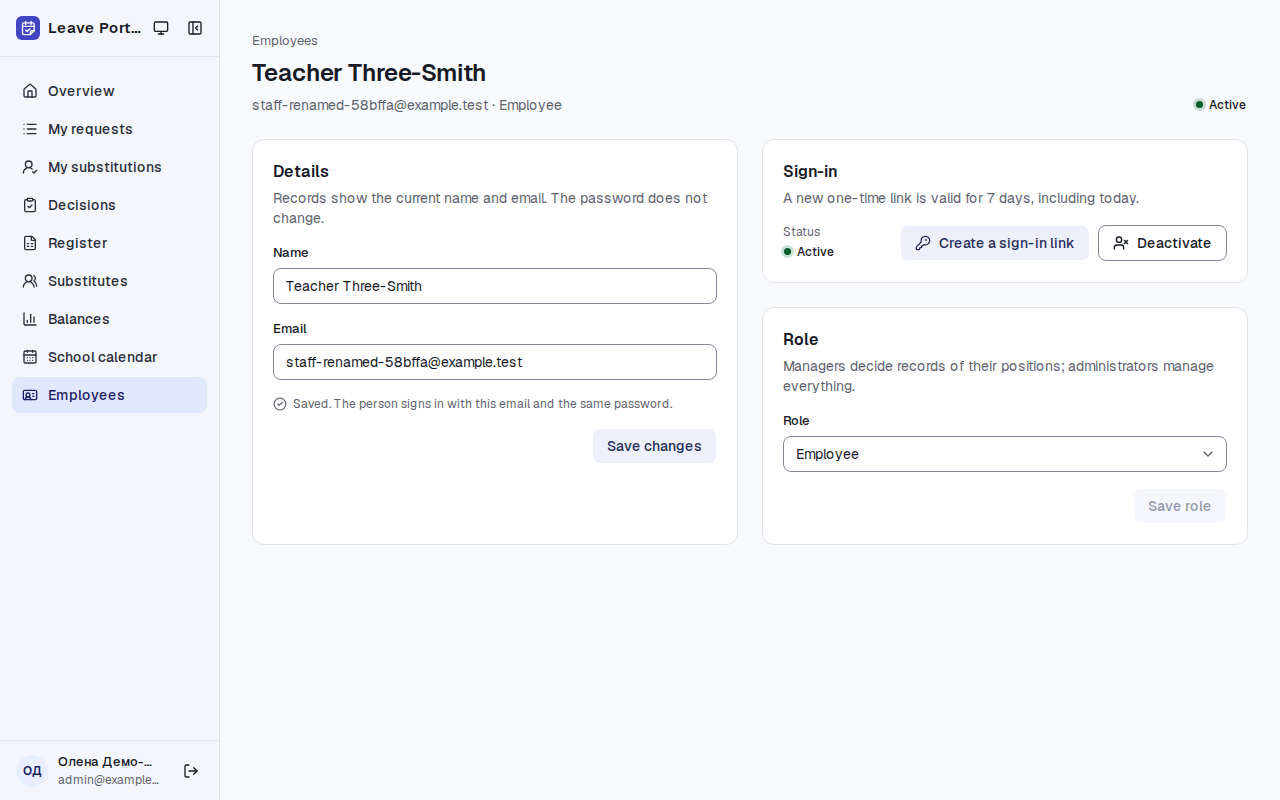 Leave Port…
Overview
My requests
My substitutions
Decisions
Register
Substitutes
Balances
School calendar
Employees
ОД
Олена Демо-…
admin@example…
Employees
Teacher Three-Smith
staff-renamed-58bffa@example.test · Employee
Active
Details
Records show the current name and email. The password does not
change.
Name
Teacher Three-Smith
Email
staff-renamed-58bffa@example.test
Saved. The person signs in with this email and the same password.
Save changes
Sign-in
A new one-time link is valid for 7 days, including today.
Status
Active
Create a sign-in link
Deactivate
Role
Managers decide records of their positions; administrators manage
everything.
Role
Employee
Save role